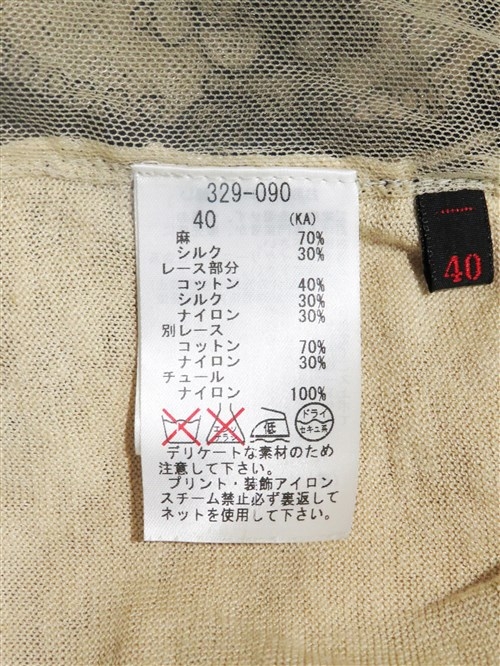 329-090
40 (KA)
麻 70%
シルク 30%
レース部分
コットン 40%
シルク 30%
ナイロン 30%
別レース
コットン 70%
ナイロン 30%
チュール
ナイロン 100%
低
ドライ
セキユ系
デリケートな素材のため
注意して下さい。
プリント・装飾アイロン
スチーム禁止必ず裏返して
ネットを使用して下さい。
40